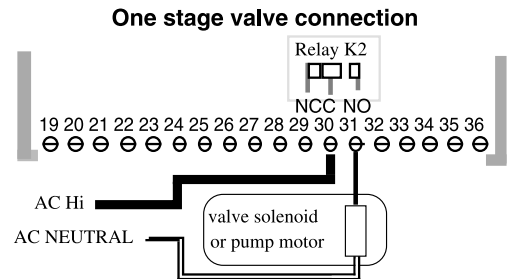 One stage valve connection
Relay K2
NCC NO
19 20 21 22 23 24 25 26 27 28 29 30 31 32 33 34 35 36
AC Hi
valve solenoid
or pump motor
AC NEUTRAL